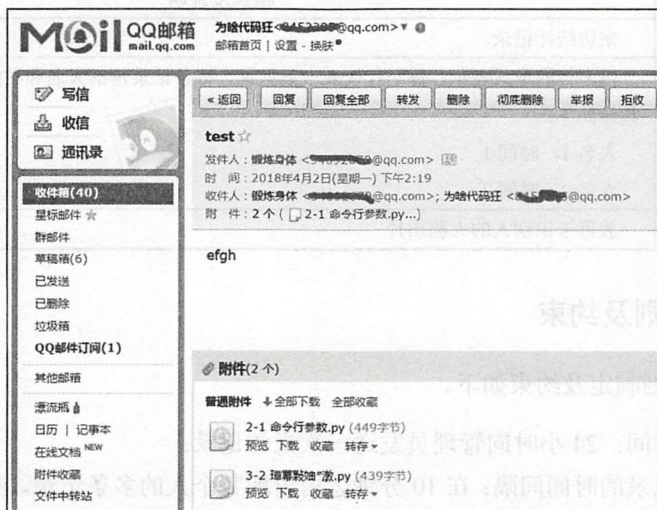 Mail QQ邮箱
mail.qq.com
为啥代码狂<@qq.com>
邮箱首页 | 设置 - 换肤
写信
收信
通讯录
«返回 回复 回复全部 转发 删除 彻底删除 举报 拒收
test
发件人:锻炼身体 <@qq.com>
时 间:2018年4月2日(星期一) 下午2:19
收件人:锻炼身体 <@qq.com>; 为啥代码狂 <@qq.com>
附 件:2 个 (2-1 命令行参数.py...)
efgh
收件箱(40)
星标邮件
群邮件
草稿箱(6)
已发送
已删除
垃圾箱
QQ邮件订阅(1)
其他邮箱
漂流瓶
日历 | 记事本
在线文档 NEW
附件收藏
文件中转站
附件(2 个)
普通附件 全部下载 全部收藏
2-1 命令行参数.py (449字节)
预览 下载 收藏 转存
3-2 .py (439字节)
预览 下载 收藏 转存